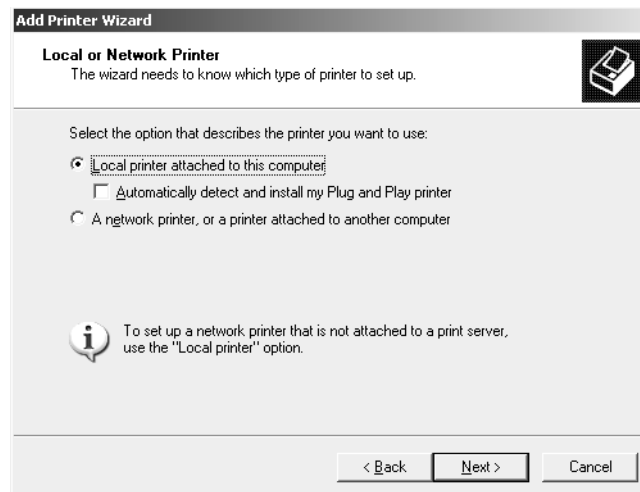 Add Printer Wizard
Local or Network Printer
The wizard needs to know which type of printer to set up.
Select the option that describes the printer you want to use:
Local printer attached to this computer
Automatically detect and install my Plug and Play printer
A network printer, or a printer attached to another computer
To set up a network printer that is not attached to a print server,
use the "Local printer" option.
< Back Next > Cancel